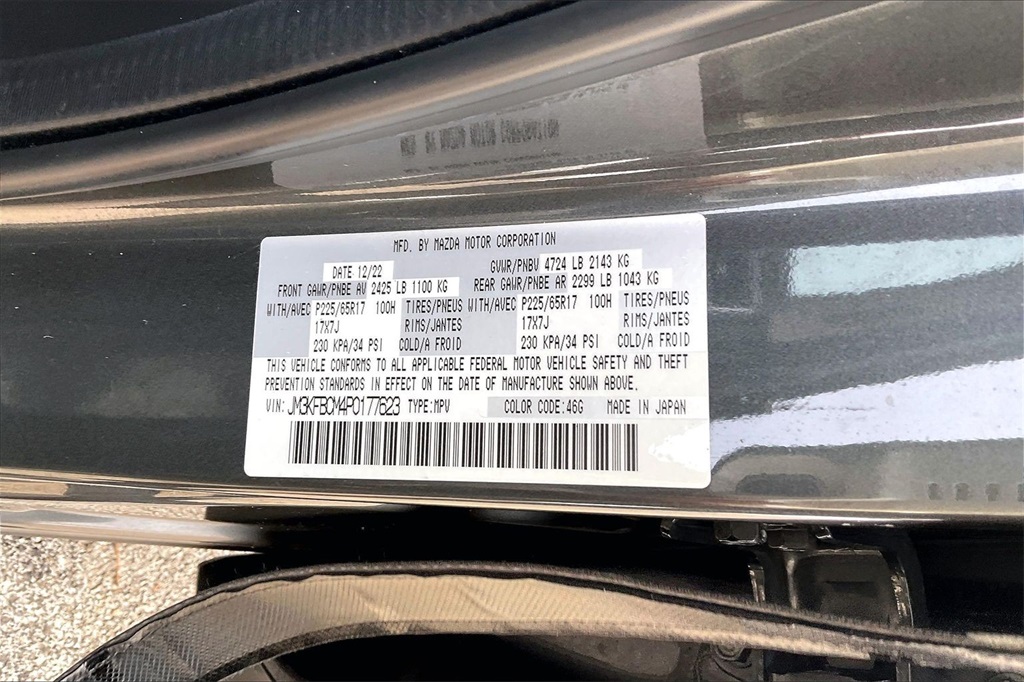 MFD. BY MAZDA MOTOR CORPORATION
DATE 12/22 GVWR/PNBV 4724 LB 2143 KG
FRONT GAWR/PNBE AV 2425 LB 1100 KG REAR GAWR/PNBE AR 2299 LB 1043 KG
WITH/AVEC P225/65R17 100H TIRES/PNEUS WITH/AVEC P225/65R17 100H TIRES/PNEUS
17X7J RIMS/JANTES 17X7J RIMS/JANTES
230 KPA/34 PSI COLD/A FROID 230 KPA/34 PSI COLD/A FROID
THIS VEHICLE CONFORMS TO ALL APPLICABLE FEDERAL MOTOR VEHICLE SAFETY AND THEFT
PREVENTION STANDARDS IN EFFECT ON THE DATE OF MANUFACTURE SHOWN ABOVE.
VIN: JM3KFBCM4P0177623 TYPE:MPV COLOR CODE:46G MADE IN JAPAN